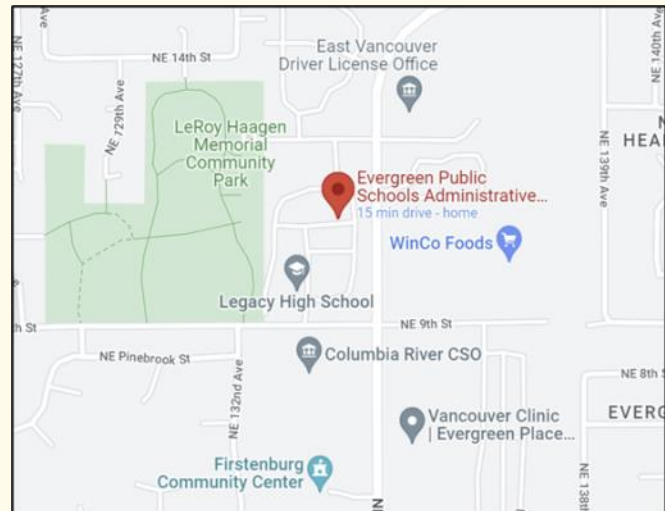 Ave
NE 127th Ave
NE 129th Ave
NE 14th St
East Vancouver
Driver License Office
NE 140th Ave
LeRoy Haagen
Memorial
Community
Park
NE 139th Ave
N
HEAR
Evergreen Public
Schools Administrative...
15 min drive - home
WinCo Foods
Legacy High School
th St
NE 9th St
NE Pinebrook St
NE 132nd Ave
Columbia River CSO
NE 8th S
EVERG
Vancouver Clinic
| Evergreen Place...
Firstenburg
Community Center
NE 138th